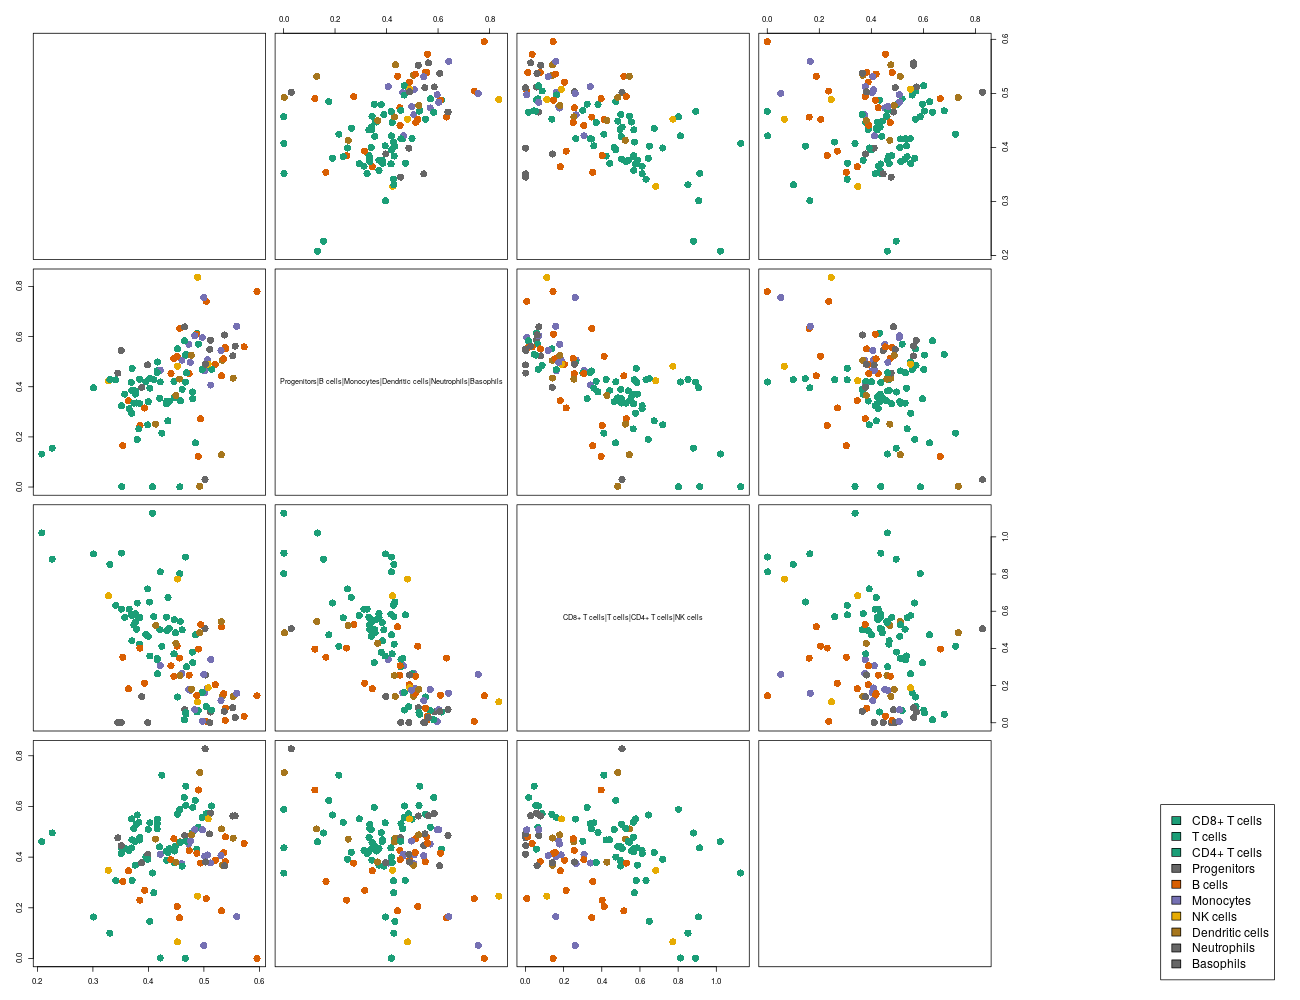 0.0 0.2 0.4 0.6 0.8
0.0 0.2 0.4 0.6 0.8
0.2 0.3 0.4 0.5 0.6
0.0 0.2 0.4 0.6 0.8
Progenitors|B cells|Monocytes|Dendritic cells|Neutrophils|Basophils
CD8+ T cells|T cells|CD4+ T cells|NK cells
0.0 0.2 0.4 0.6 0.8 1.0
0.0 0.2 0.4 0.6 0.8
0.2 0.3 0.4 0.5 0.6
0.0 0.2 0.4 0.6 0.8 1.0
CD8+ T cells
T cells
CD4+ T cells
Progenitors
B cells
Monocytes
NK cells
Dendritic cells
Neutrophils
Basophils